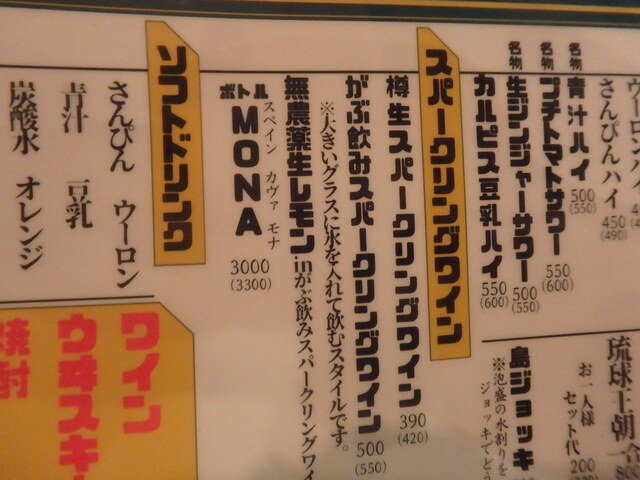 さんぴんハイ 450
(490)
名物 青汁ハイ 500
(550)
名物 プチトマトサワー 550
(600)
名物 生ジンジャーサワー 500
(550)
カルピス豆乳ハイ 550
(600)
琉球王朝
お一人様
セット代
200
島ジョッキ
※泡盛の水割りを
ジョッキでどう
スパークリングワイン
樽生スパークリングワイン 390
(420)
がぶ飲みスパークリングワイン 500
(550)
※大きいグラスに氷を入れて飲むスタイルです。
無農薬生レモンinがぶ飲みスパークリングワイ
スペイン カヴァ モナ
ボトル MONA 3000
(3300)
ソフトドリンク
さんぴん ウーロン
青汁 豆乳
炭酸水 オレンジ
ワイン
ウヰスキ
焼酎